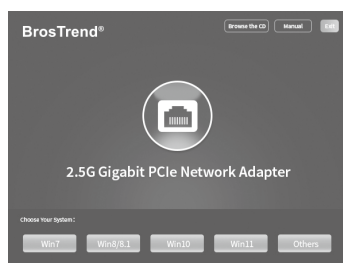 BrosTrend®
Browse the CD
Manual
Exit
2.5G Gigabit PCIe Network Adapter
Choose Your System:
Win7
Win8/8.1
Win10
Win11
Others